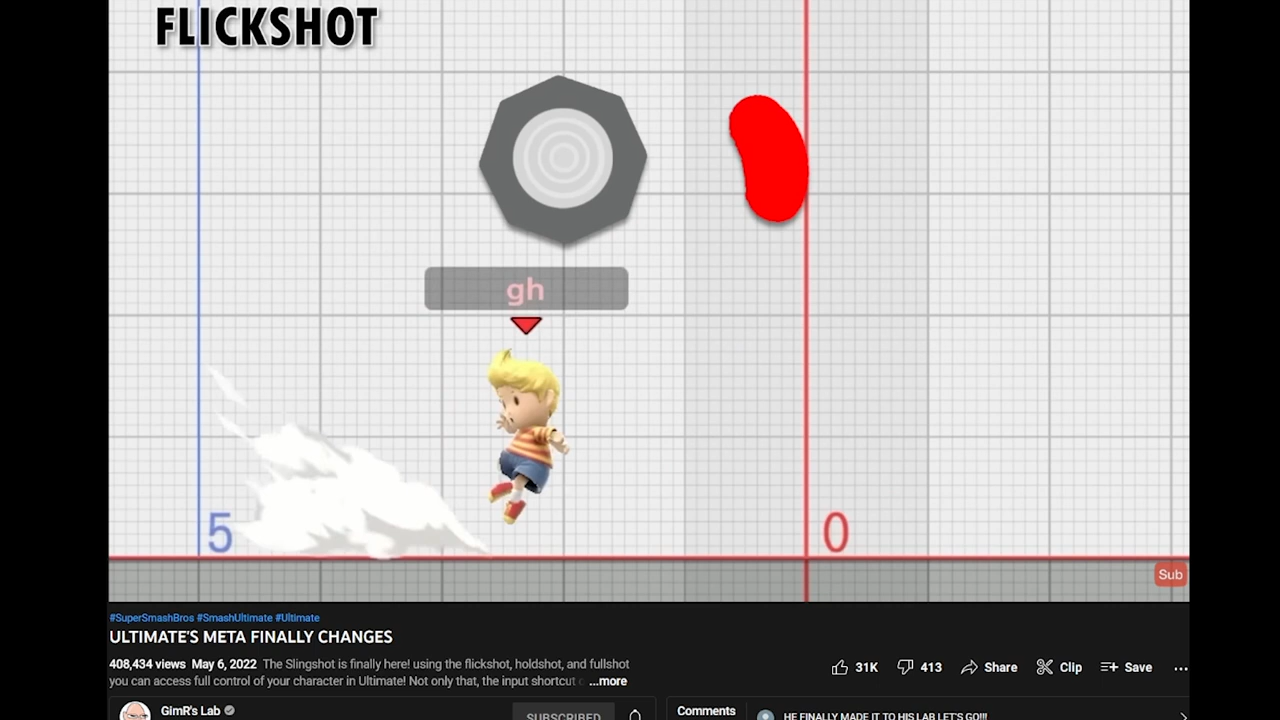 FLICKSHOT
gh
5
0
Sub
#SuperSmashBros #SmashUltimate #Ultimate
ULTIMATE'S META FINALLY CHANGES
408,434 views May 6, 2022 The Slingshot is finally here! using the flickshot, holdshot, and fullshot
you can access full control of your character in Ultimate! Not only that, the input shortcut ...more
31K 413 Share Clip Save ...
GimR's Lab
SUBSCRIBED
Comments
HE FINALLY MADE IT TO HIS LAB LET'S GO!!!